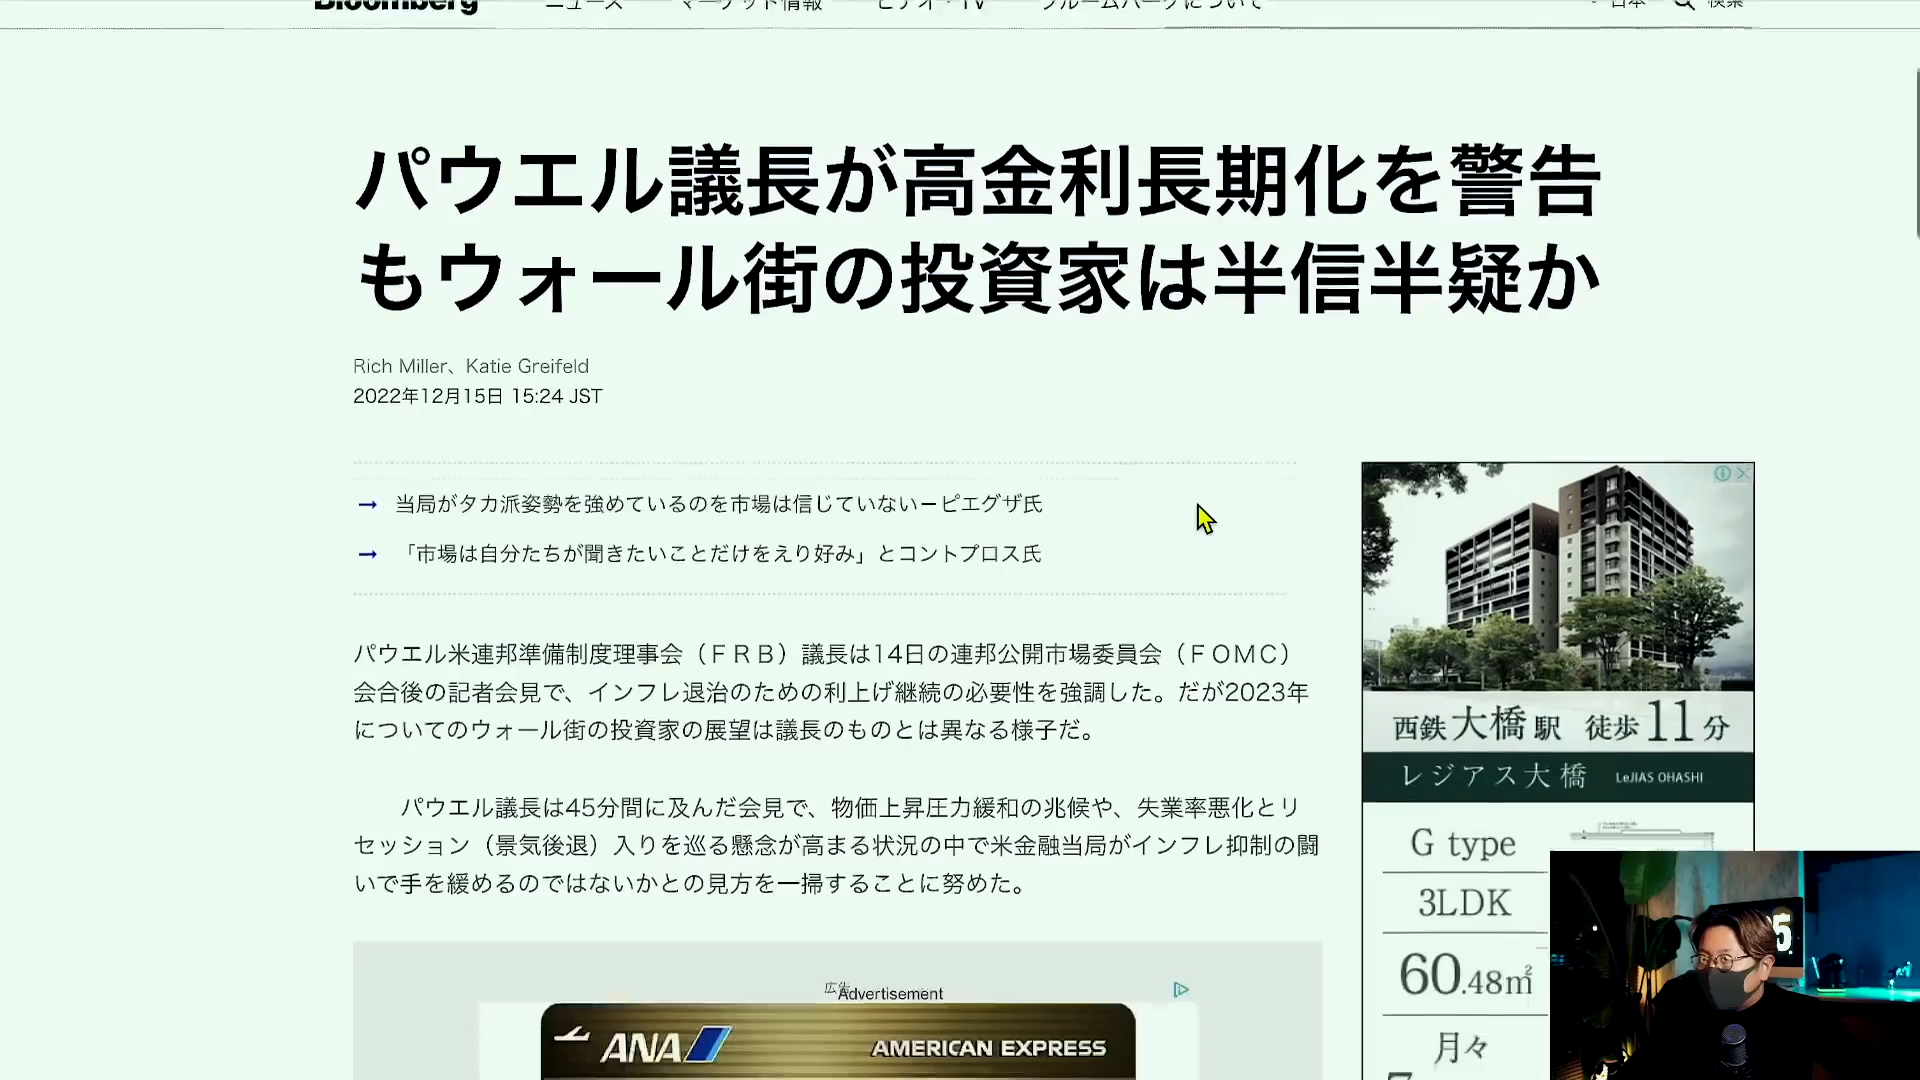 Bloomberg
ニュース マーケット情報 ビデオ・TV ブルームバーグについて 日本 検索
パウエル議長が高金利長期化を警告
もウォール街の投資家は半信半疑か
Rich Miller、Katie Greifeld
2022年12月15日 15:24 JST
→ 当局がタカ派姿勢を強めているのを市場は信じていない－ピエグザ氏
→ 「市場は自分たちが聞きたいことだけをえり好み」とコントプロス氏
パウエル米連邦準備制度理事会（ＦＲＢ）議長は14日の連邦公開市場委員会（ＦＯＭＣ）
会合後の記者会見で、インフレ退治のための利上げ継続の必要性を強調した。だが2023年
についてのウォール街の投資家の展望は議長のものとは異なる様子だ。
パウエル議長は45分間に及んだ会見で、物価上昇圧力緩和の兆候や、失業率悪化とリ
セッション（景気後退）入りを巡る懸念が高まる状況の中で米金融当局がインフレ抑制の闘
いで手を緩めるのではないかとの見方を一掃することに努めた。
広告
Advertisement
ANA AMERICAN EXPRESS
西鉄大橋駅 徒歩11分
レジアス大橋 LeJIAS OHASHI
G type
3LDK
60.48㎡
月々
5